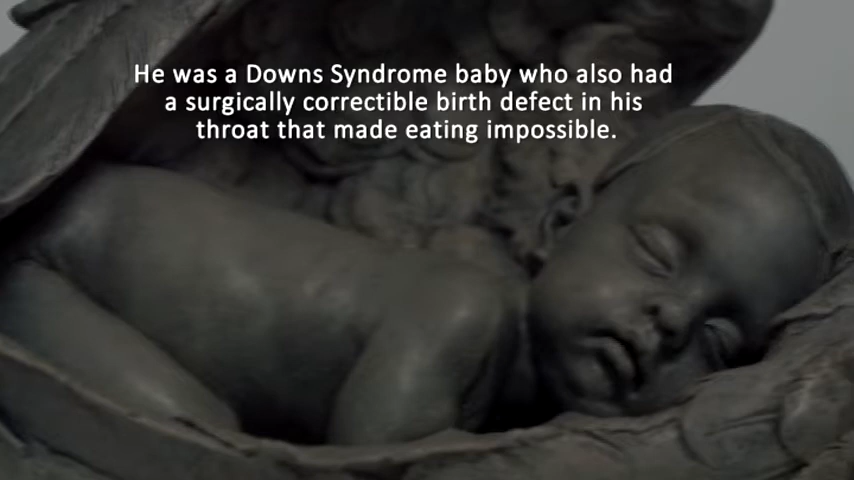 He was a Downs Syndrome baby who also had
a surgically correctible birth defect in his
throat that made eating impossible.